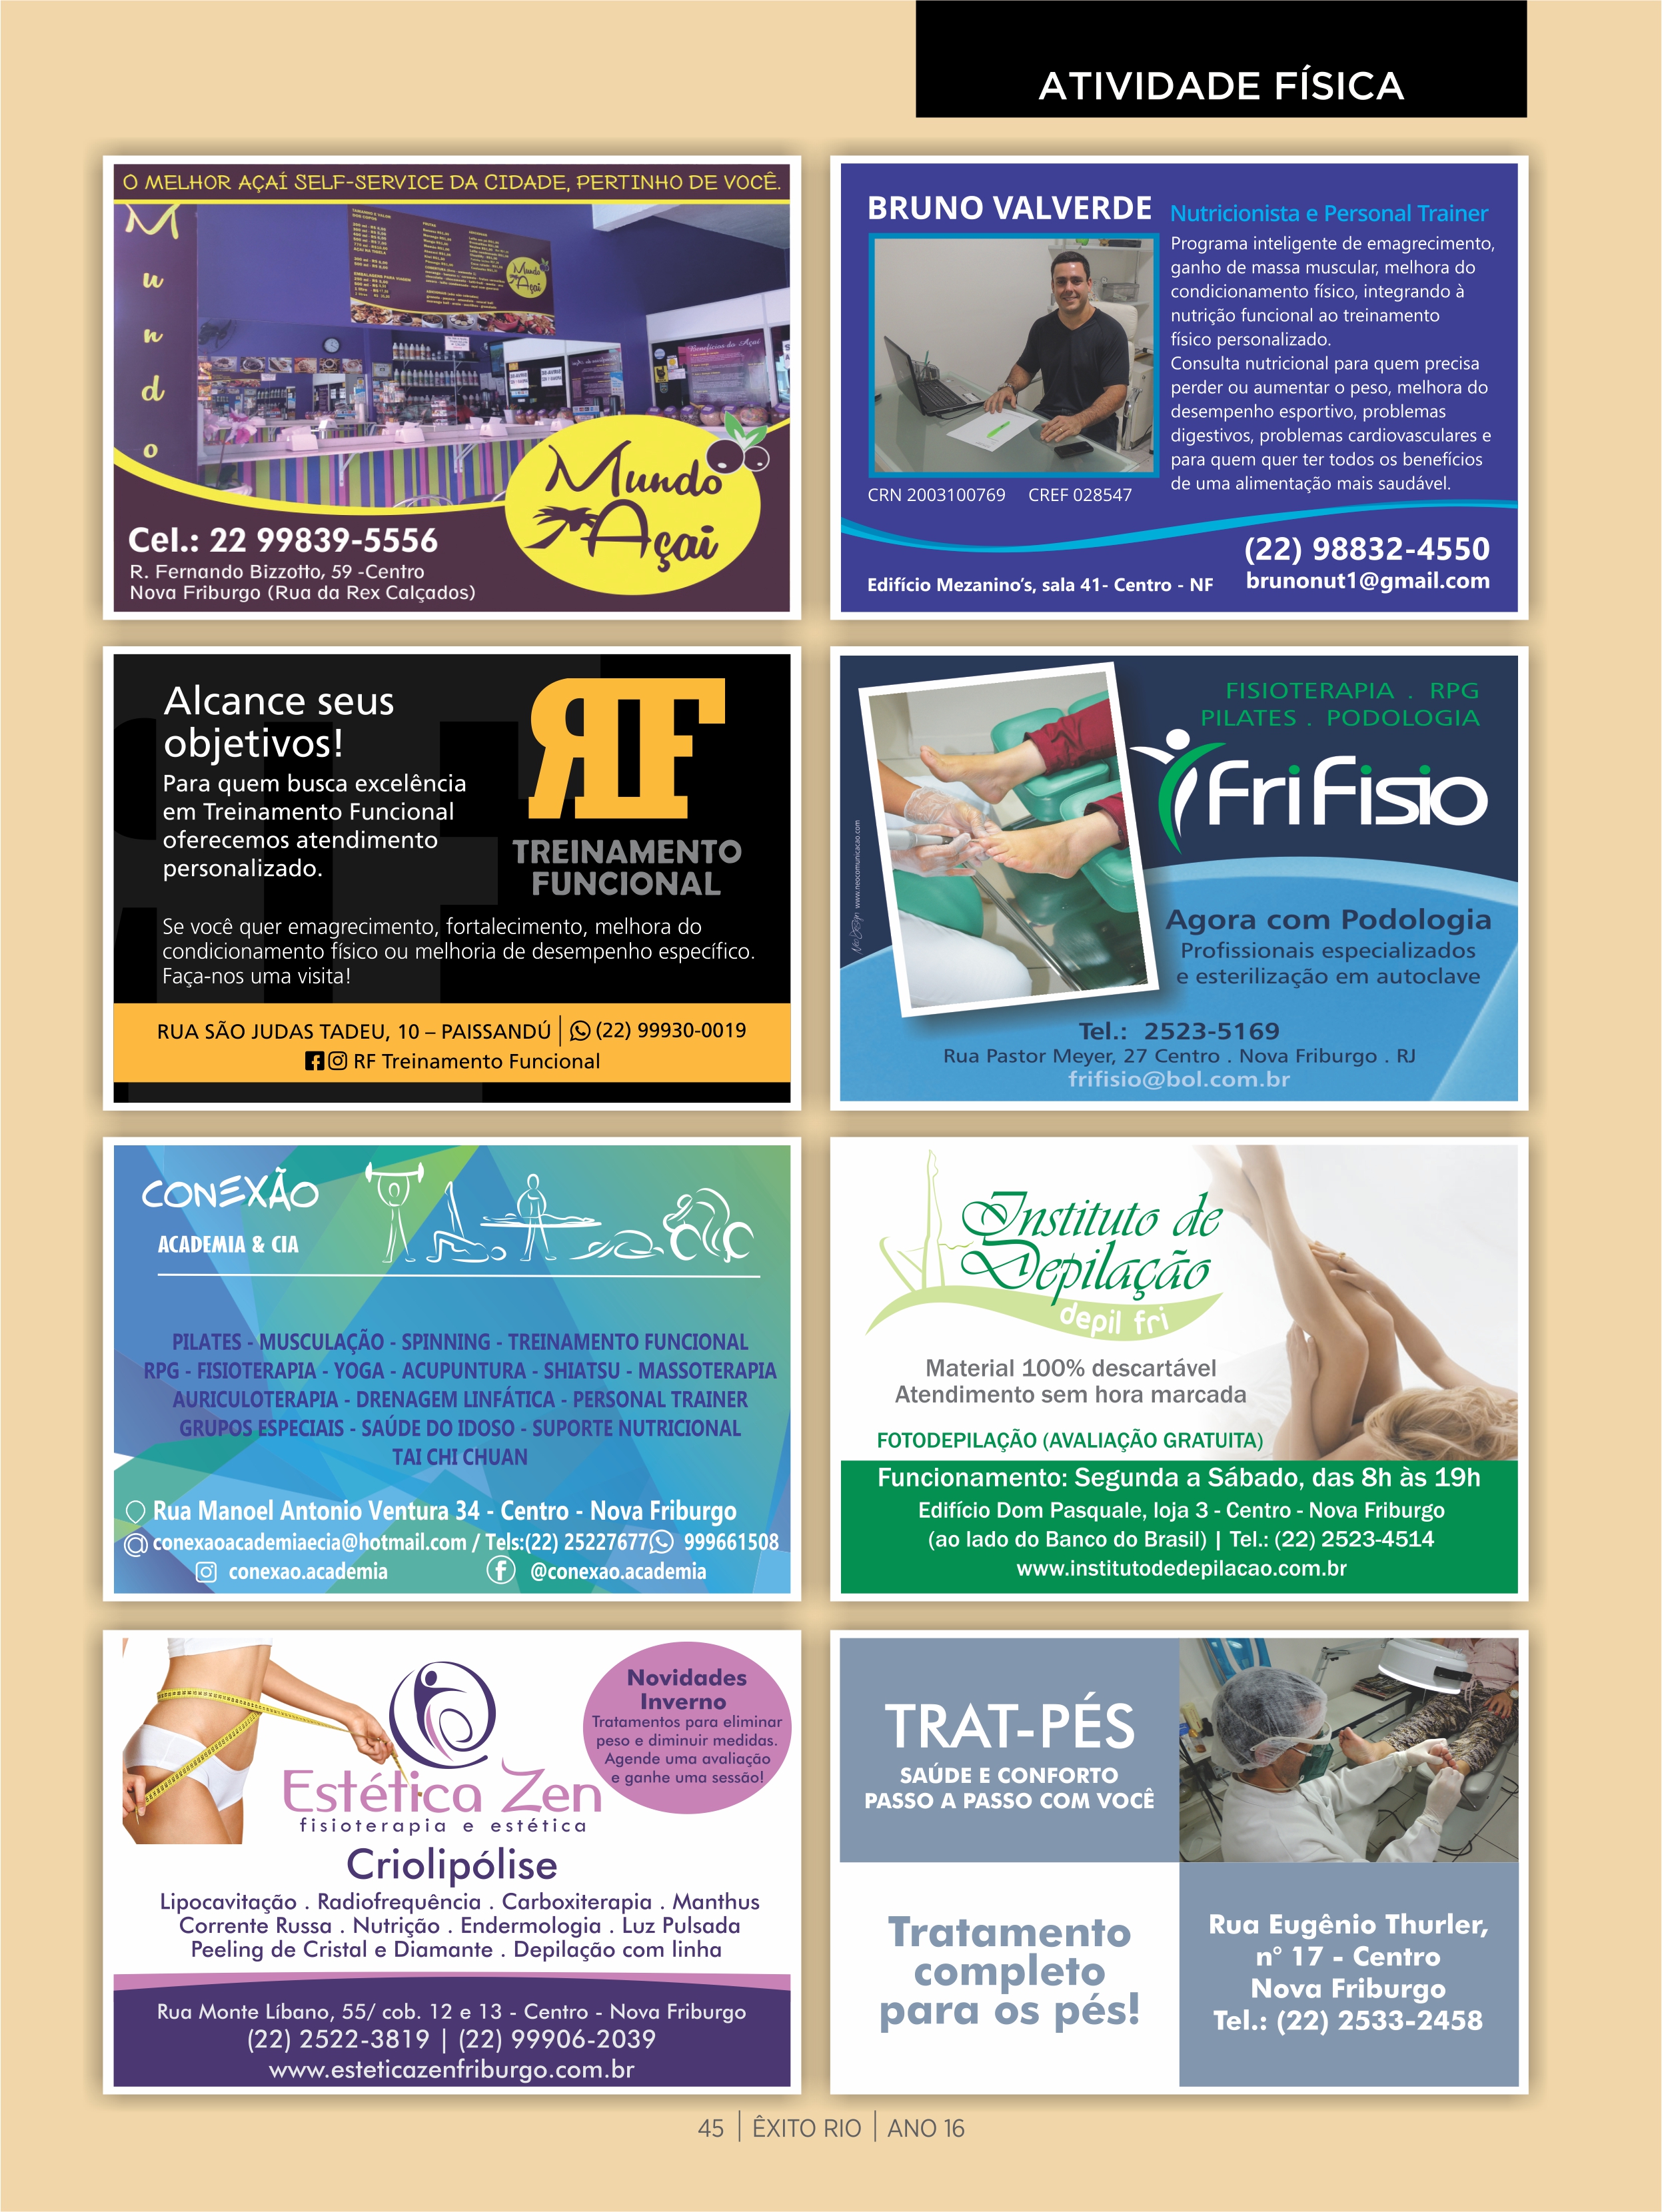 ATIVIDADE FÍSICA
O MELHOR AÇAÍ SELF-SERVICE DA CIDADE, PERTINHO DE VOCÊ.
Mundo
Mundo
Açai
Mundo
Açai
Cel.: 22 99839-5556
R. Fernando Bizzotto, 59 -Centro
Nova Friburgo (Rua da Rex Calçados)
BRUNO VALVERDE
Nutricionista e Personal Trainer
Programa inteligente de emagrecimento,
ganho de massa muscular, melhora do
condicionamento físico, integrando à
nutrição funcional ao treinamento
físico personalizado.
Consulta nutricional para quem precisa
perder ou aumentar o peso, melhora do
desempenho esportivo, problemas
digestivos, problemas cardiovasculares e
para quem quer ter todos os benefícios
de uma alimentação mais saudável.
CRN 2003100769 CREF 028547
(22) 98832-4550
Edifício Mezanino's, sala 41- Centro - NF
brunonut1@gmail.com
Alcance seus
objetivos!
Para quem busca excelência
em Treinamento Funcional
oferecemos atendimento
personalizado.
RF
TREINAMENTO
FUNCIONAL
Se você quer emagrecimento, fortalecimento, melhora do
condicionamento físico ou melhoria de desempenho específico.
Faça-nos uma visita!
RUA SÃO JUDAS TADEU, 10 – PAISSANDÚ | (22) 99930-0019
RF Treinamento Funcional
FISIOTERAPIA . RPG
PILATES . PODOLOGIA
FriFisio
www.neocomunicacao.com
Agora com Podologia
Profissionais especializados
e esterilização em autoclave
Tel.: 2523-5169
Rua Pastor Meyer, 27 Centro . Nova Friburgo . RJ
frifisio@bol.com.br
CONEXÃO
ACADEMIA & CIA
PILATES - MUSCULAÇÃO - SPINNING - TREINAMENTO FUNCIONAL
RPG - FISIOTERAPIA - YOGA - ACUPUNTURA - SHIATSU - MASSOTERAPIA
AURICULOTERAPIA - DRENAGEM LINFÁTICA - PERSONAL TRAINER
GRUPOS ESPECIAIS - SAÚDE DO IDOSO - SUPORTE NUTRICIONAL
TAI CHI CHUAN
Rua Manoel Antonio Ventura 34 - Centro - Nova Friburgo
conexaoacademiaecia@hotmail.com / Tels:(22) 25227677 999661508
conexao.academia @conexao.academia
Instituto de
Depilação
depil fri
Material 100% descartável
Atendimento sem hora marcada
FOTODEPILAÇÃO (AVALIAÇÃO GRATUITA)
Funcionamento: Segunda a Sábado, das 8h às 19h
Edifício Dom Pasquale, loja 3 - Centro - Nova Friburgo
(ao lado do Banco do Brasil) | Tel.: (22) 2523-4514
www.institutodedepilacao.com.br
Novidades
Inverno
Tratamentos para eliminar
peso e diminuir medidas.
Agende uma avaliação
e ganhe uma sessão!
Estética Zen
fisioterapia e estética
Criolipólise
Lipocavitação . Radiofrequência . Carboxiterapia . Manthus
Corrente Russa . Nutrição . Endermologia . Luz Pulsada
Peeling de Cristal e Diamante . Depilação com linha
Rua Monte Líbano, 55/ cob. 12 e 13 - Centro - Nova Friburgo
(22) 2522-3819 | (22) 99906-2039
www.esteticazenfriburgo.com.br
TRAT-PÉS
SAÚDE E CONFORTO
PASSO A PASSO COM VOCÊ
Tratamento
completo
para os pés!
Rua Eugênio Thurler,
n° 17 - Centro
Nova Friburgo
Tel.: (22) 2533-2458
45 | ÊXITO RIO | ANO 16